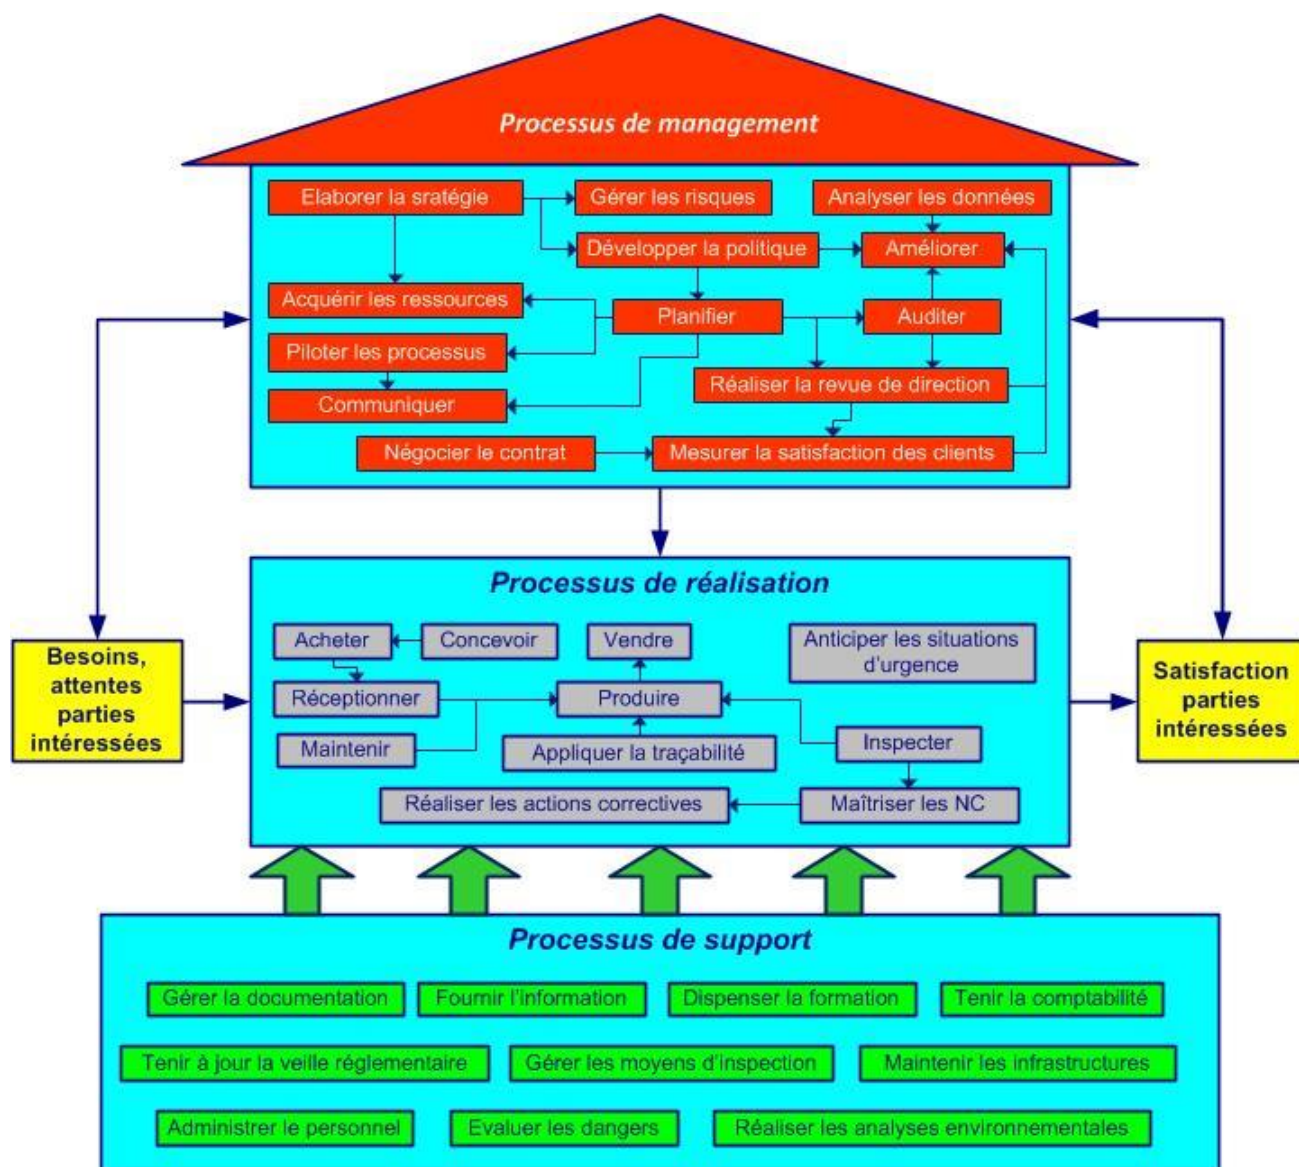 Processus de management
Elaborer la sratégie
Gérer les risques
Analyser les données
Développer la politique
Améliorer
Acquérir les ressources
Planifier
Auditer
Piloter les processus
Réaliser la revue de direction
Communiquer
Négocier le contrat
Mesurer la satisfaction des clients
Processus de réalisation
Acheter
Concevoir
Vendre
Anticiper les situations
d'urgence
Besoins,
attentes
parties
intéressées
Réceptionner
Produire
Satisfaction
parties
intéressées
Maintenir
Appliquer la traçabilité
Inspecter
Réaliser les actions correctives
Maîtriser les NC
Processus de support
Gérer la documentation
Fournir l'information
Dispenser la formation
Tenir la comptabilité
Tenir à jour la veille réglementaire
Gérer les moyens d'inspection
Maintenir les infrastructures
Administrer le personnel
Evaluer les dangers
Réaliser les analyses environnementales